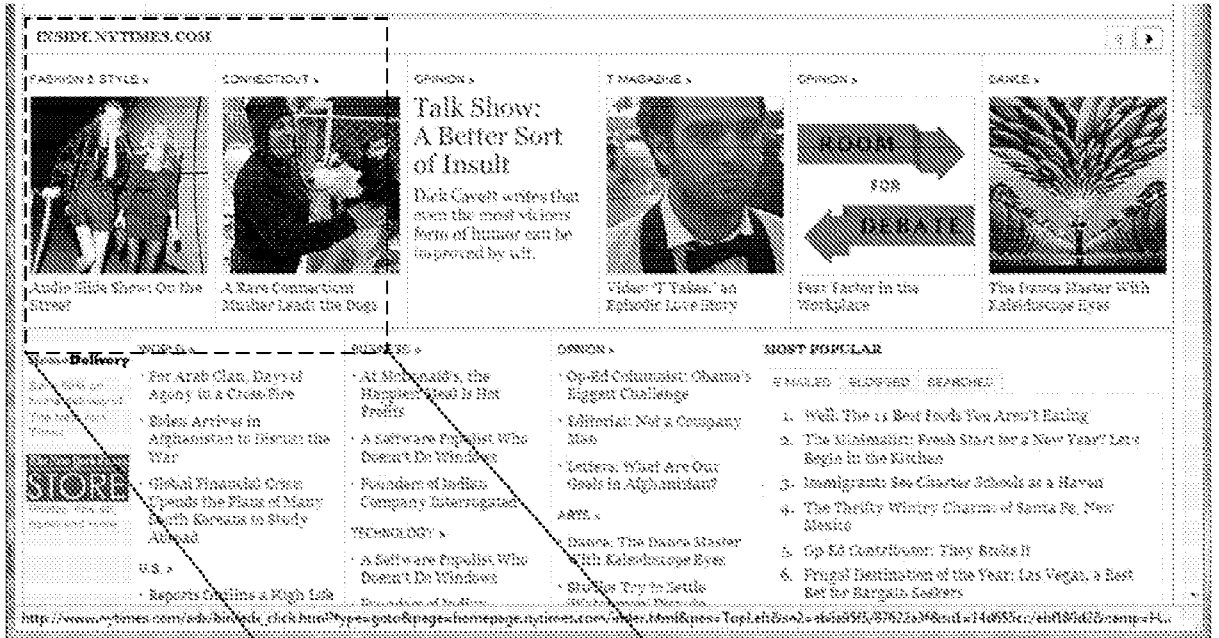 INSIDE NYTIMES.COM
FASHION & STYLE »
Audio Slide Show: On the
Street
CONNECTICUT »
A Rare Connecticut
Musher Leads the Dogs
OPINION »
Talk Show:
A Better Sort
of Insult
Dick Cavett writes that
even the most vicious
form of humor can be
improved by wit.
T MAGAZINE »
Video: 'T Takes,' an
Episodic Love Story
OPINION »
ROOM
FOR
DEBATE
Fear Factor in the
Workplace
DANCE »
The Dance Master With
Kaleidoscope Eyes
Home Delivery
STORE
WORLD »
• For Arab Clan, Days of
Agony in a Cross-Fire
• Biden Arrives in
Afghanistan to Discuss the
War
• Global Financial Crisis
Upends the Plans of Many
South Koreans to Study
Abroad
U.S. »
• Reports Outline a High Life
BUSINESS »
• At McDonald's, the
Happiest Meal Is Hot
Profits
• A Software Populist Who
Doesn't Do Windows
• Founders of Indian
Company Interrogated
TECHNOLOGY »
• A Software Populist Who
Doesn't Do Windows
• Founders of Indian
OPINION »
• Op-Ed Columnist: Obama's
Biggest Challenge
• Editorial: Not a Company
Man
• Letters: What Are Our
Goals in Afghanistan?
ARTS »
• Dance: The Dance Master
With Kaleidoscope Eyes
Try to Settle
MOST POPULAR
E-MAILED BLOGGED SEARCHED
1. Well: The 11 Best Foods You Aren't Eating
2. The Minimalist: Fresh Start for a New Year? Let's
Begin in the Kitchen
3. Immigrants See Charter Schools as a Haven
4. The Thrifty Wintry Charms of Santa Fe, New
Mexico
5. Op-Ed Contributor: They Broke It
6. Frugal Destination of the Year: Las Vegas, a Best
Bet for Bargain Seekers